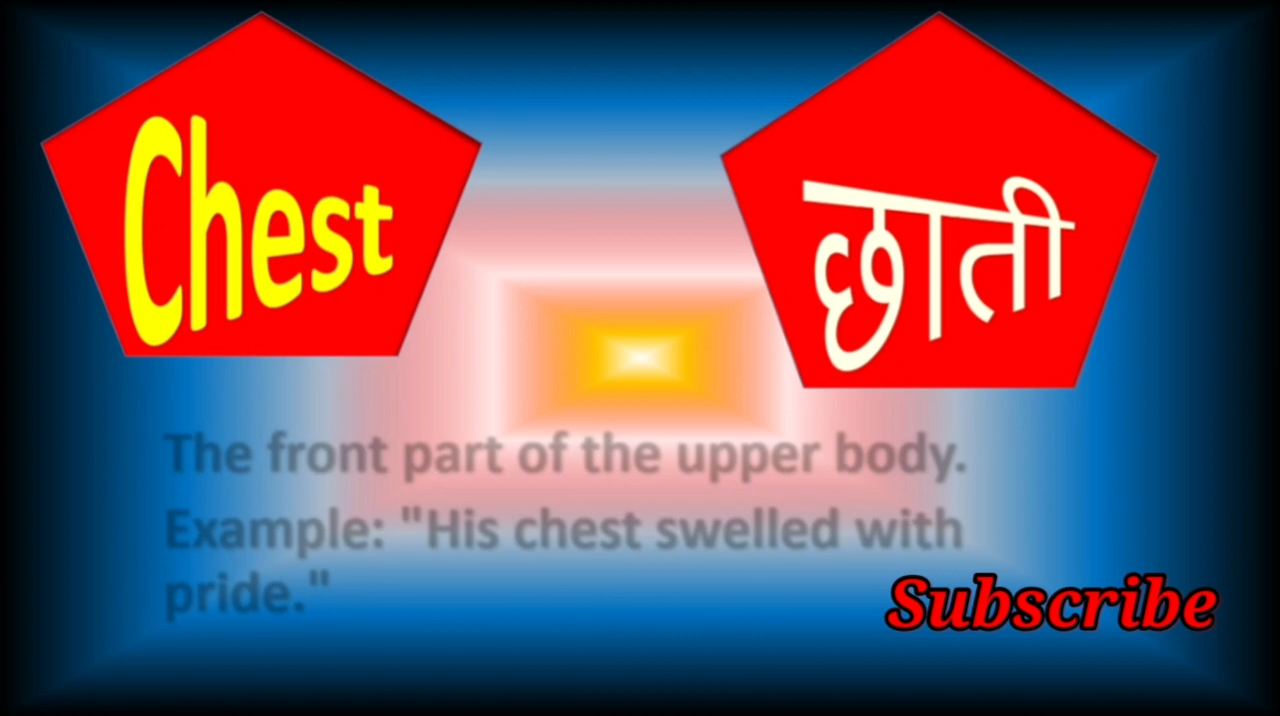 Chest
छाती
The front part of the upper body.
Example: "His chest swelled with
pride."
Subscribe